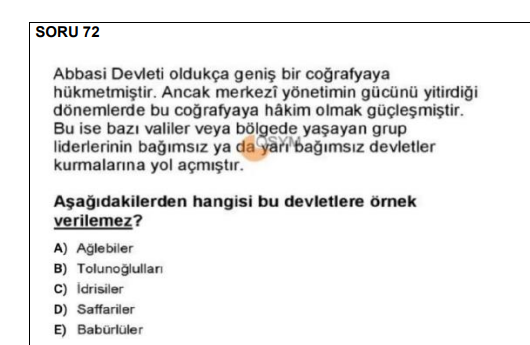 SORU 72
Abbasi Devleti oldukça geniş bir coğrafyaya
hükmetmiştir. Ancak merkezî yönetimin gücünü yitirdiği
dönemlerde bu coğrafyaya hâkim olmak güçleşmiştir.
Bu ise bazı valiler veya bölgede yaşayan grup
liderlerinin bağımsız ya da yarı bağımsız devletler
kurmalarına yol açmıştır.
ÖSYM
Aşağıdakilerden hangisi bu devletlere örnek
verilemez?
A) Ağlebiler
B) Tolunoğlulları
C) İdrisiler
D) Saffariler
E) Babürlüler